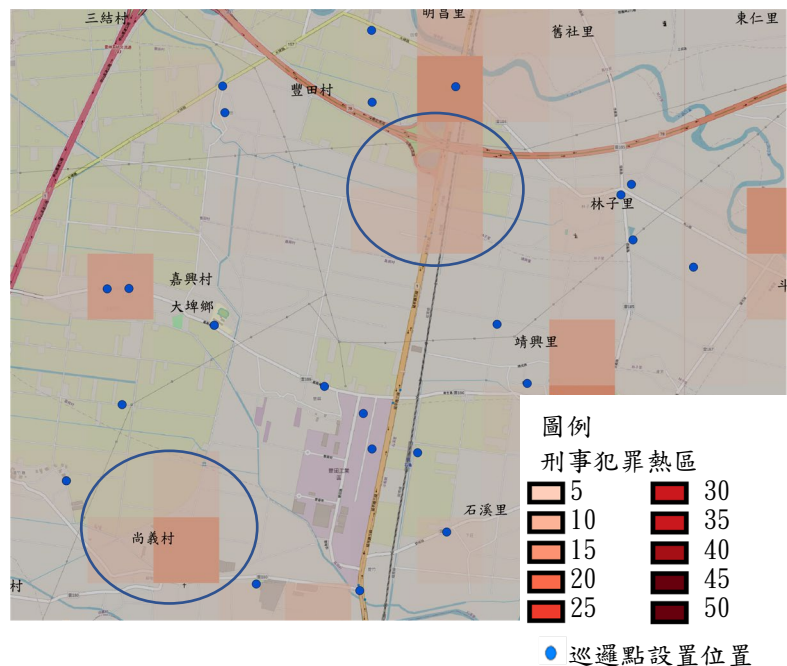 三結村
明昌里
舊社里
東仁里
豐田村
林子里
嘉興村
大埤鄉
斗
靖興里
石溪里
尚義村
村
圖例
刑事犯罪熱區
5
10
15
20
25
30
35
40
45
50
巡邏點設置位置